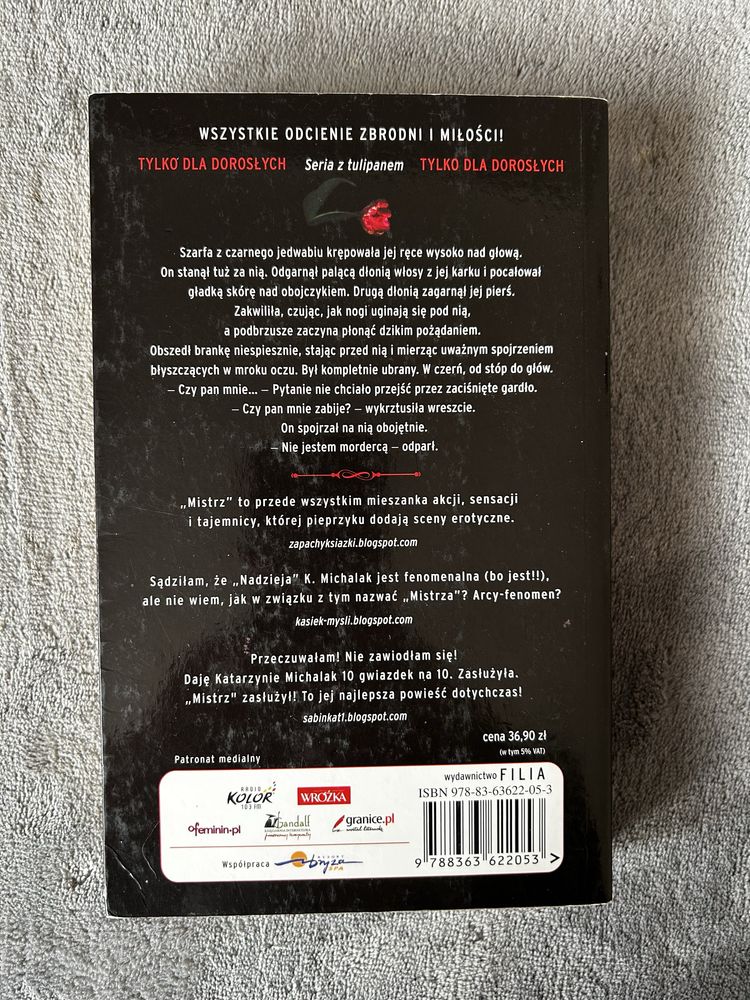 WSZYSTKIE ODCIENIE ZBRODNI I MIŁOŚCI!
TYLKO DLA DOROSŁYCH Seria z tulipanem TYLKO DLA DOROSŁYCH
Szarfa z czarnego jedwabiu krępowała jej ręce wysoko nad głową.
On stanął tuż za nią. Odgarnął palącą dłonią włosy z jej karku i pocałował
gładką skórę nad obojczykiem. Drugą dłonią zagarnął jej pierś.
Zakwiliła, czując, jak nogi uginają się pod nią,
a podbrzusze zaczyna płonąć dzikim pożądaniem.
Obszedł brankę niespiesznie, stając przed nią i mierząc uważnym spojrzeniem
błyszczących w mroku oczu. Był kompletnie ubrany. W czerń, od stóp do głów.
– Czy pan mnie... – Pytanie nie chciało przejść przez zaciśnięte gardło.
– Czy pan mnie zabije? – wykrztusiła wreszcie.
On spojrzał na nią obojętnie.
– Nie jestem mordercą – odparł.
„Mistrz” to przede wszystkim mieszanka akcji, sensacji
i tajemnicy, której pieprzyku dodają sceny erotyczne.
zapachyksiazki.blogspot.com
Sądziłam, że „Nadzieja” K. Michalak jest fenomenalna (bo jest!!),
ale nie wiem, jak w związku z tym nazwać „Mistrza”? Arcy-fenomen?
kasiek-mysli.blogspot.com
Przeczuwałam! Nie zawiodłam się!
Daję Katarzynie Michalak 10 gwiazdek na 10. Zasłużyła.
„Mistrz" zasłużył! To jej najlepsza powieść dotychczas!
sabinkat1.blogspot.com
cena 36,90 zł
(w tym 5% VAT)
Patronat medialny
wydawnictwo FILIA
ISBN 978-83-63622-05-3
RADIO
KOLOR
103 FM
WRÓŻKA
ofeminin.pl
Gandalf
granice.pl
Współpraca
bryza
SPA
9 788363 622053 >